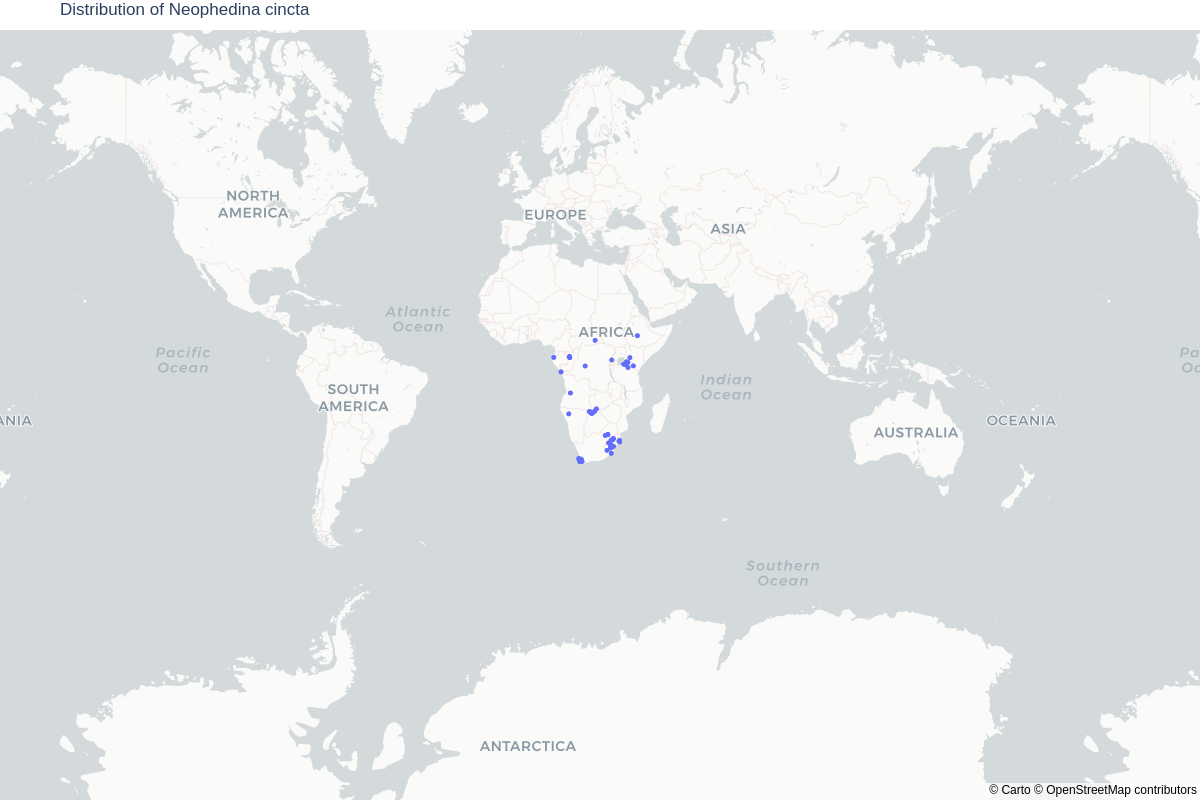 Distribution of Neophedina cincta
NORTH
AMERICA
EUROPE
ASIA
Atlantic
Ocean
AFRICA
Pacific
Ocean
Pa
Oc
SOUTH
AMERICA
Indian
Ocean
ANIA
OCEANIA
AUSTRALIA
Southern
Ocean
ANTARCTICA
© Carto © OpenStreetMap contributors